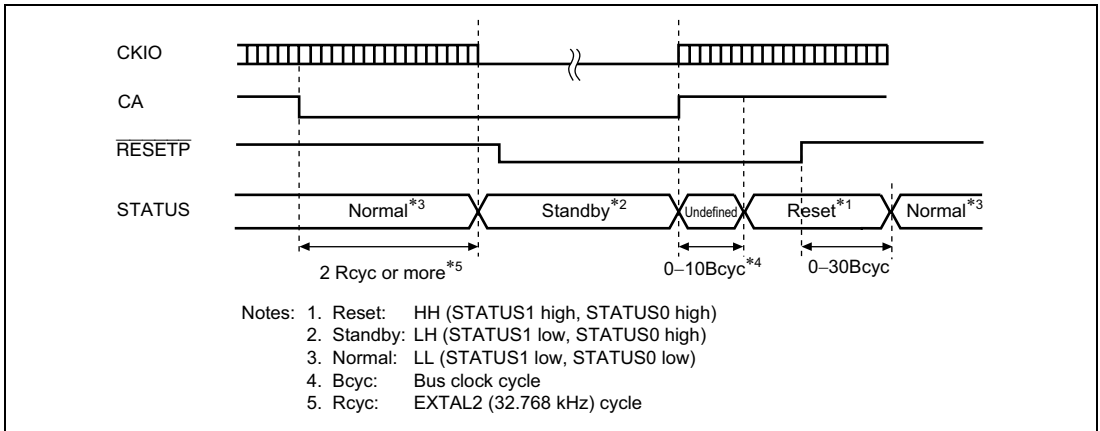 CKIO
CA
RESETP
STATUS Normal*3 Standby*2 Undefined Reset*1 Normal*3
2 Rcyc or more*5 0–10Bcyc*4 0–30Bcyc
Notes: 1. Reset: HH (STATUS1 high, STATUS0 high)
2. Standby: LH (STATUS1 low, STATUS0 high)
3. Normal: LL (STATUS1 low, STATUS0 low)
4. Bcyc: Bus clock cycle
5. Rcyc: EXTAL2 (32.768 kHz) cycle